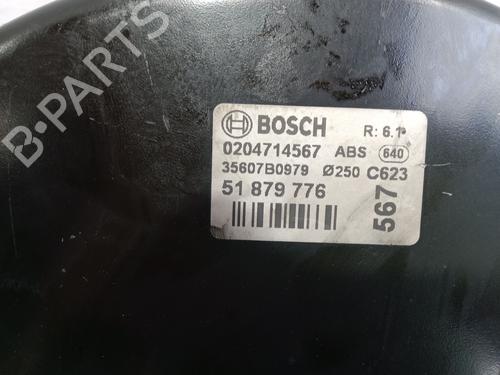 B-PARTS
BOSCH R: 6.1
0204714567 ABS 640
35607B0979 Ø250 C623
51 879 776
567